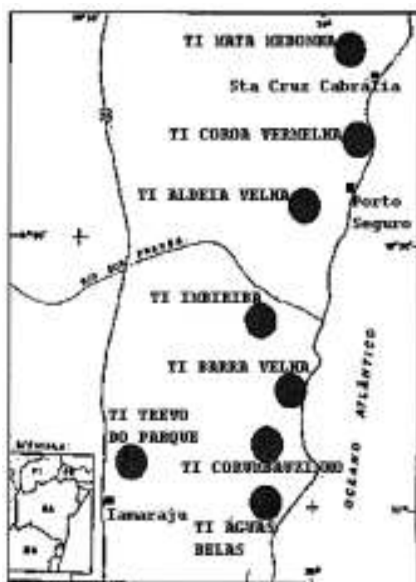 TI MATA MEDONHA
Sta Cruz Cabrália
TI COROA VERMELHA
TI ALDEIA VELHA
Porto
Seguro
RIO DOS FRADES
TI IMBIRIBA
TI BARRA VELHA
OCEANO ATLÂNTICO
TI TREVO
DO PARQUE
TI CORUMBAUZINHO
Itamaraju
TI AGUAS
BELAS
BA